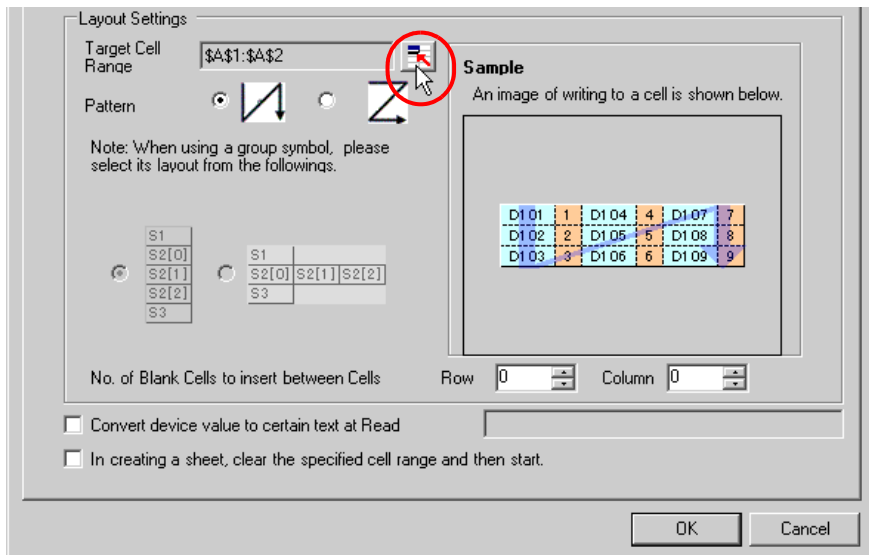 Layout Settings
Target Cell
Range
$A$1:$A$2
Pattern
Note: When using a group symbol, please
select its layout from the followings.
S1
S2[0]
S2[1]
S2[2]
S3
S1
S2[0] S2[1] S2[2]
S3
Sample
An image of writing to a cell is shown below.
D101 1 D104 4 D107 7
D102 2 D105 5 D108 8
D103 3 D106 6 D109 9
No. of Blank Cells to insert between Cells Row 0 Column 0
Convert device value to certain text at Read
In creating a sheet, clear the specified cell range and then start.
OK Cancel